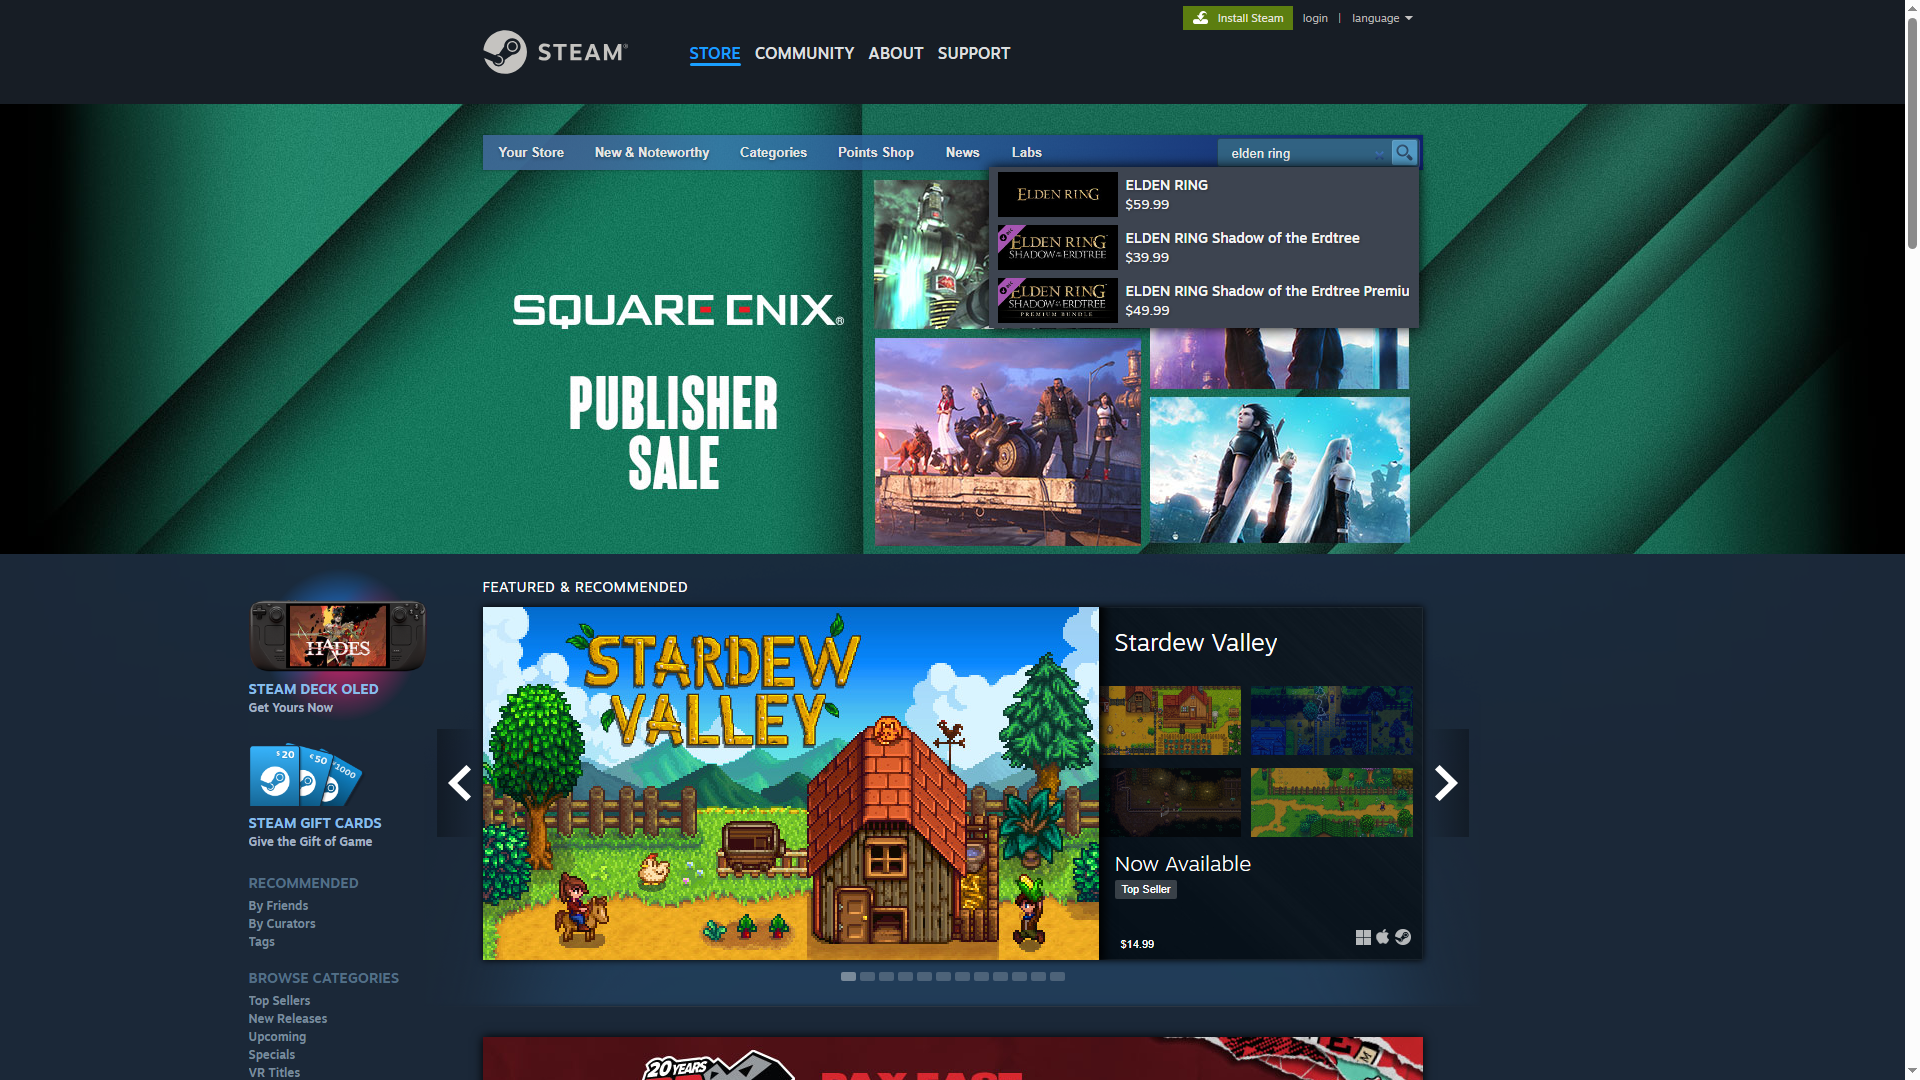 Install Steam
login | language
STEAM
STORE COMMUNITY ABOUT SUPPORT
Your Store New & Noteworthy Categories Points Shop News Labs
elden ring
ELDEN RING
ELDEN RING
$59.99
ELDEN RING
SHADOW OF THE ERDTREE
ELDEN RING Shadow of the Erdtree
$39.99
ELDEN RING
SHADOW OF THE ERDTREE
PREMIUM BUNDLE
ELDEN RING Shadow of the Erdtree Premiu
$49.99
SQUARE ENIX®
PUBLISHER
SALE
FEATURED & RECOMMENDED
HADES
STEAM DECK OLED
Get Yours Now
$20 €50 ¥1000
STEAM GIFT CARDS
Give the Gift of Game
RECOMMENDED
By Friends
By Curators
Tags
BROWSE CATEGORIES
Top Sellers
New Releases
Upcoming
Specials
VR Titles
STARDEW
VALLEY
Stardew Valley
Now Available
Top Seller
$14.99
20 YEARS
PAX EAST